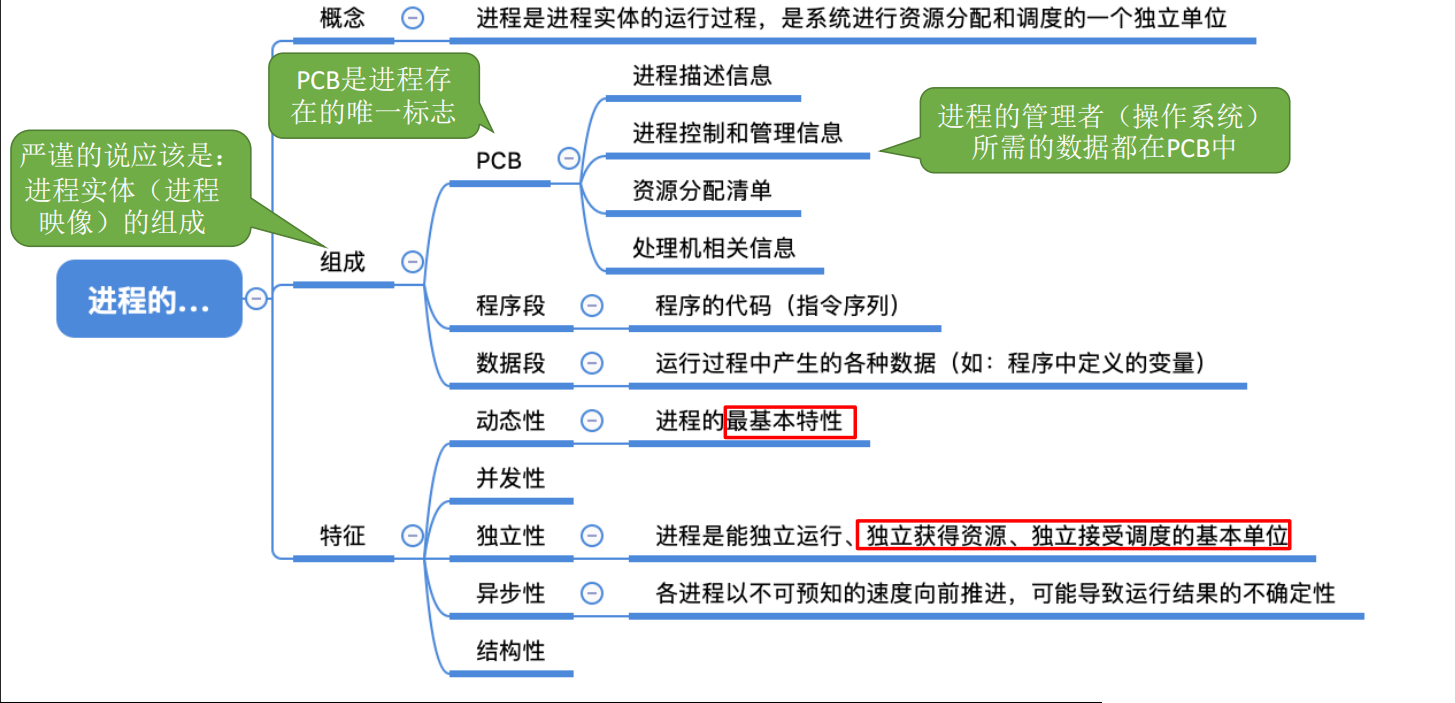 概念
进程是进程实体的运行过程，是系统进行资源分配和调度的一个独立单位
PCB是进程存
在的唯一标志
进程描述信息
进程控制和管理信息
进程的管理者（操作系统）
所需的数据都在PCB中
PCB
资源分配清单
处理机相关信息
严谨的说应该是：
进程实体（进程
映像）的组成
组成
进程的...
程序段
程序的代码（指令序列）
数据段
运行过程中产生的各种数据（如：程序中定义的变量）
动态性
进程的最基本特性
并发性
特征
独立性
进程是能独立运行、独立获得资源、独立接受调度的基本单位
异步性
各进程以不可预知的速度向前推进，可能导致运行结果的不确定性
结构性